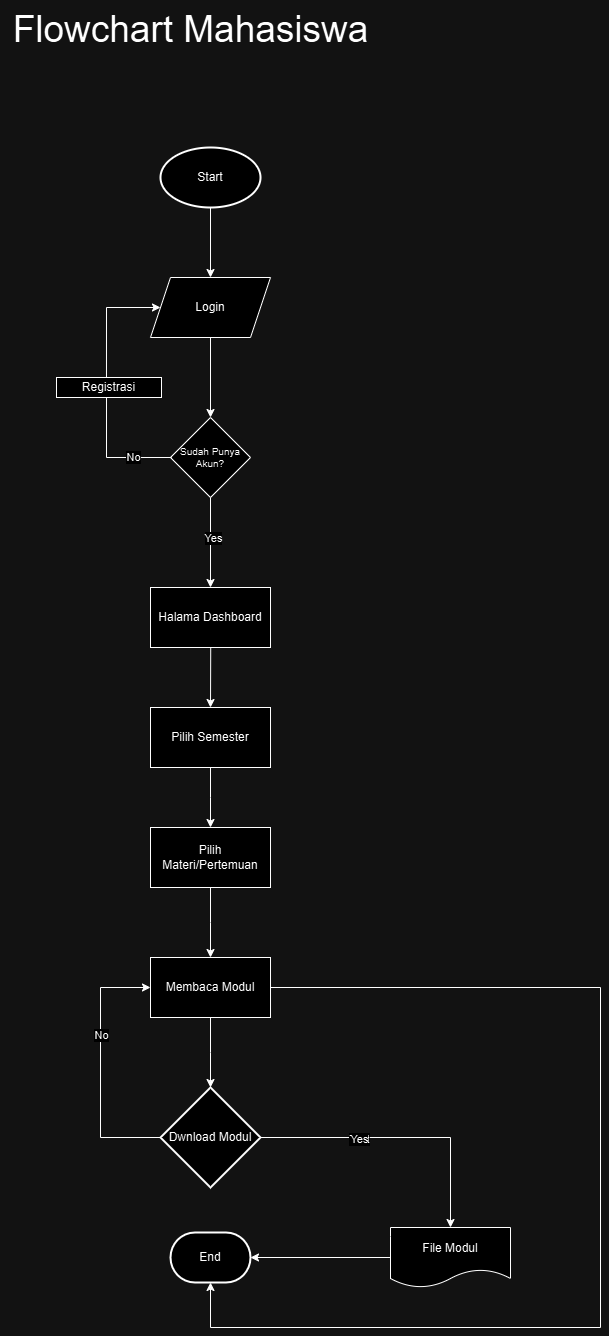 Flowchart Mahasiswa
Start
Login
Registrasi
Sudah Punya
Akun?
No
Yes
Halama Dashboard
Pilih Semester
Pilih
Materi/Pertemuan
Membaca Modul
No
Dwnload Modul
Yes
File Modul
End